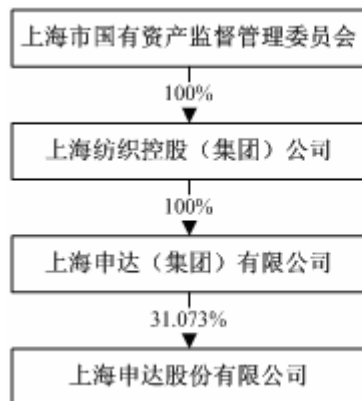 上海市国有资产监督管理委员会
100%
上海纺织控股（集团）公司
100%
上海申达（集团）有限公司
31.073%
上海申达股份有限公司